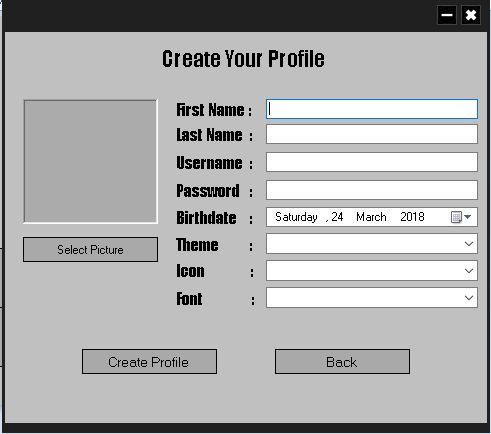 Create Your Profile
First Name :
Last Name :
Username :
Password :
Birthdate : Saturday , 24 March 2018
Select Picture
Theme :
Icon :
Font :
Create Profile
Back